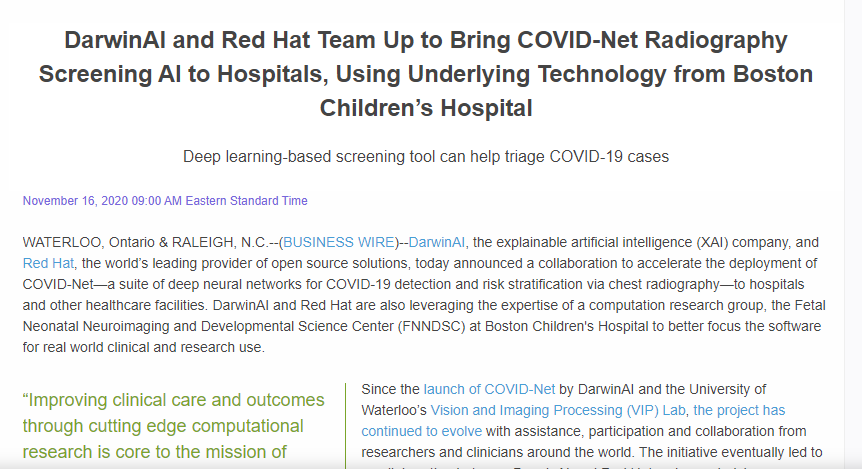 DarwinAI and Red Hat Team Up to Bring COVID-Net Radiography
Screening AI to Hospitals, Using Underlying Technology from Boston
Children’s Hospital
Deep learning-based screening tool can help triage COVID-19 cases
November 16, 2020 09:00 AM Eastern Standard Time
WATERLOO, Ontario & RALEIGH, N.C.--(BUSINESS WIRE)--DarwinAI, the explainable artificial intelligence (XAI) company, and
Red Hat, the world’s leading provider of open source solutions, today announced a collaboration to accelerate the deployment of
COVID-Net—a suite of deep neural networks for COVID-19 detection and risk stratification via chest radiography—to hospitals
and other healthcare facilities. DarwinAI and Red Hat are also leveraging the expertise of a computation research group, the Fetal
Neonatal Neuroimaging and Developmental Science Center (FNNDSC) at Boston Children's Hospital to better focus the software
for real world clinical and research use.
“Improving clinical care and outcomes
through cutting edge computational
research is core to the mission of
Since the launch of COVID-Net by DarwinAI and the University of
Waterloo’s Vision and Imaging Processing (VIP) Lab, the project has
continued to evolve with assistance, participation and collaboration from
researchers and clinicians around the world. The initiative eventually led to